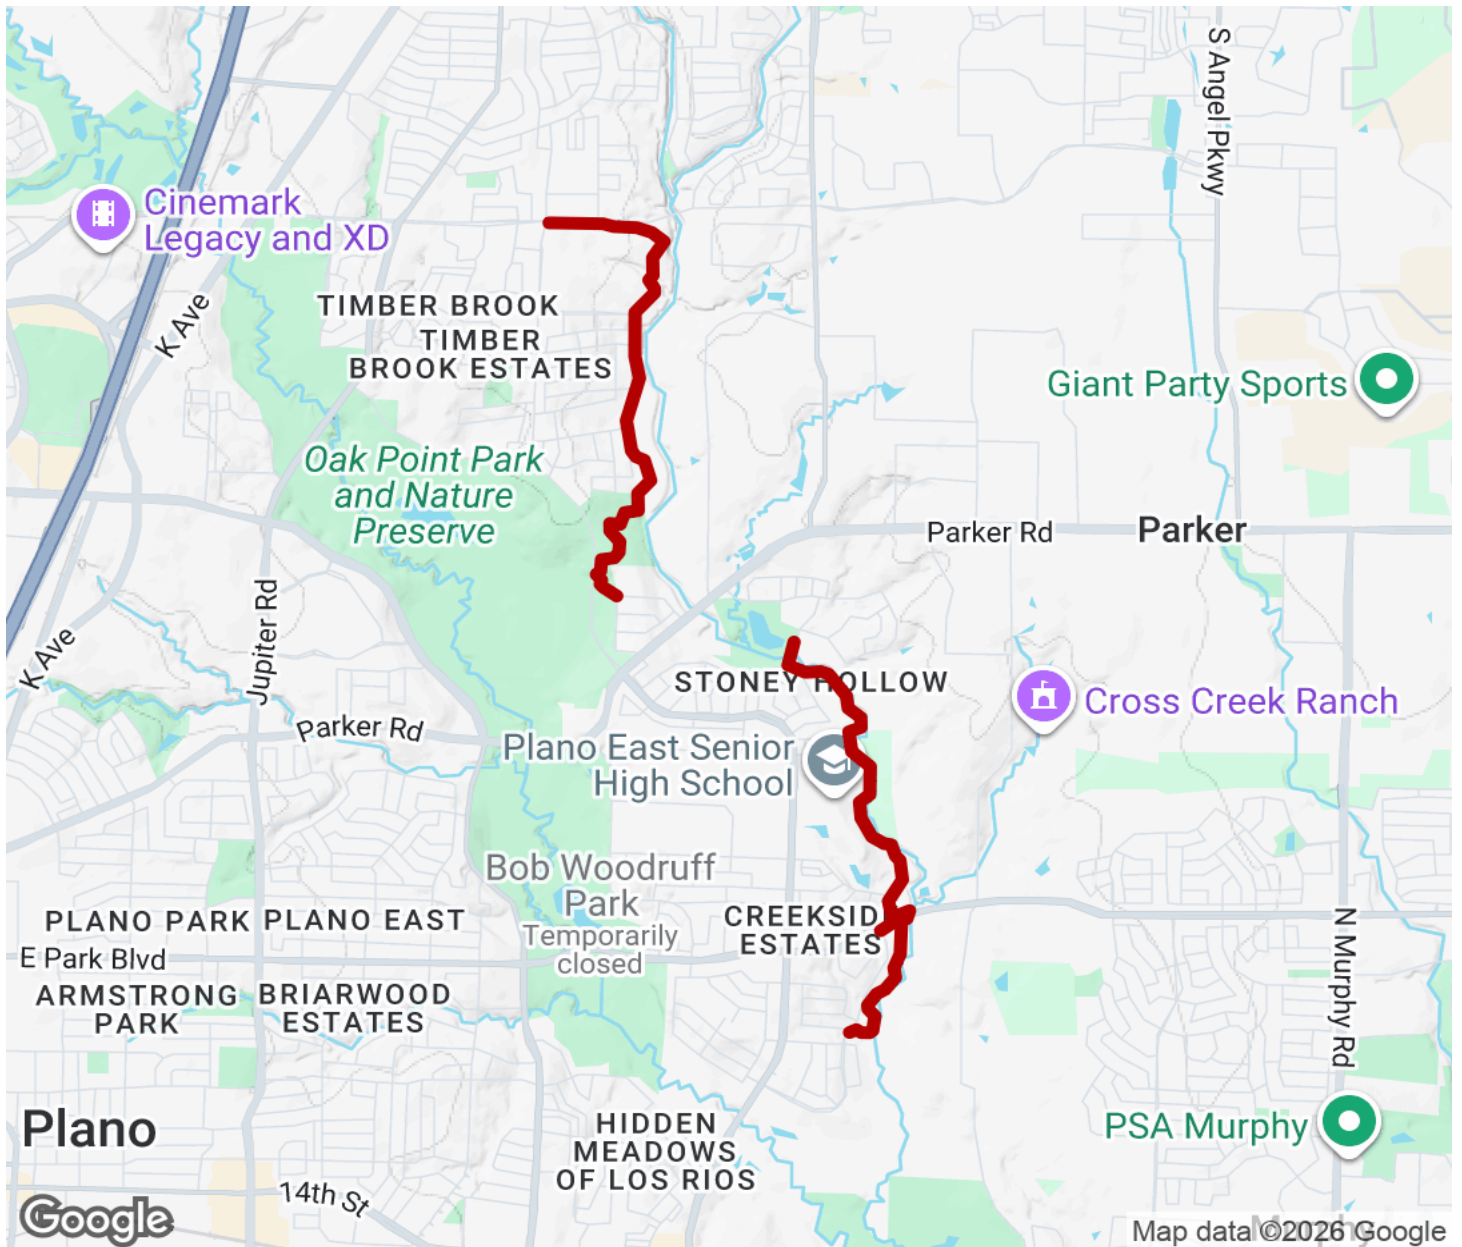 S Angel Pkwy
Cinemark
Legacy and XD
K Ave
TIMBER BROOK
TIMBER
BROOK ESTATES
Giant Party Sports
Oak Point Park
and Nature
Preserve
Parker Rd
Parker
Jupiter Rd
K Ave
STONEY HOLLOW
Cross Creek Ranch
Parker Rd
Plano East Senior
High School
Bob Woodruff
Park
Temporarily
closed
PLANO PARK
PLANO EAST
CREEKSID
ESTATES
E Park Blvd
N Murphy Rd
ARMSTRONG
PARK
BRIARWOOD
ESTATES
Plano
HIDDEN
MEADOWS
OF LOS RIOS
PSA Murphy
14th St
Google
Murphy
Map data ©2026 Google